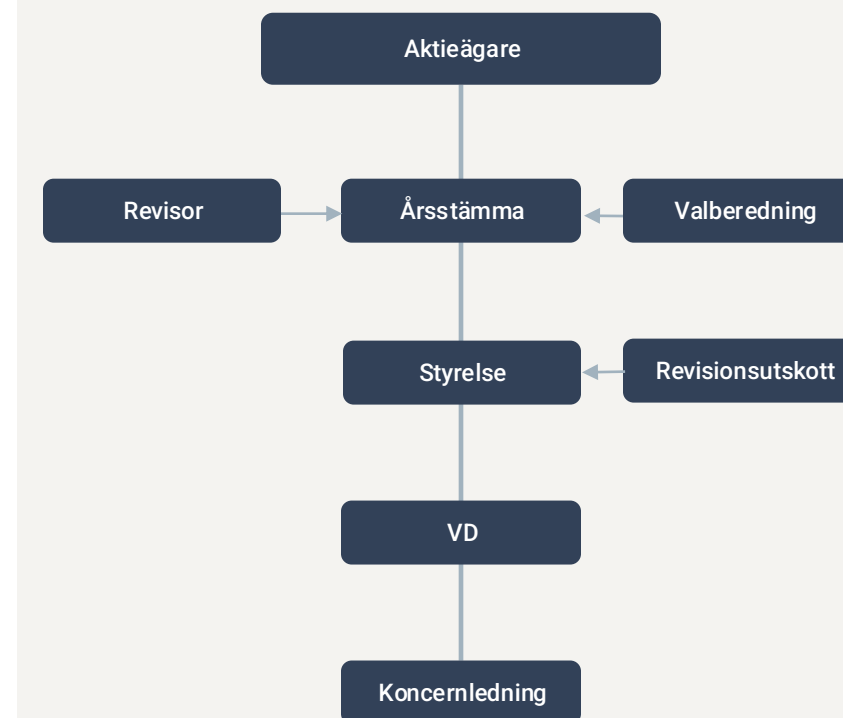 Aktieägare
Revisor
Årsstämma
Valberedning
Styrelse
Revisionsutskott
VD
Koncernledning